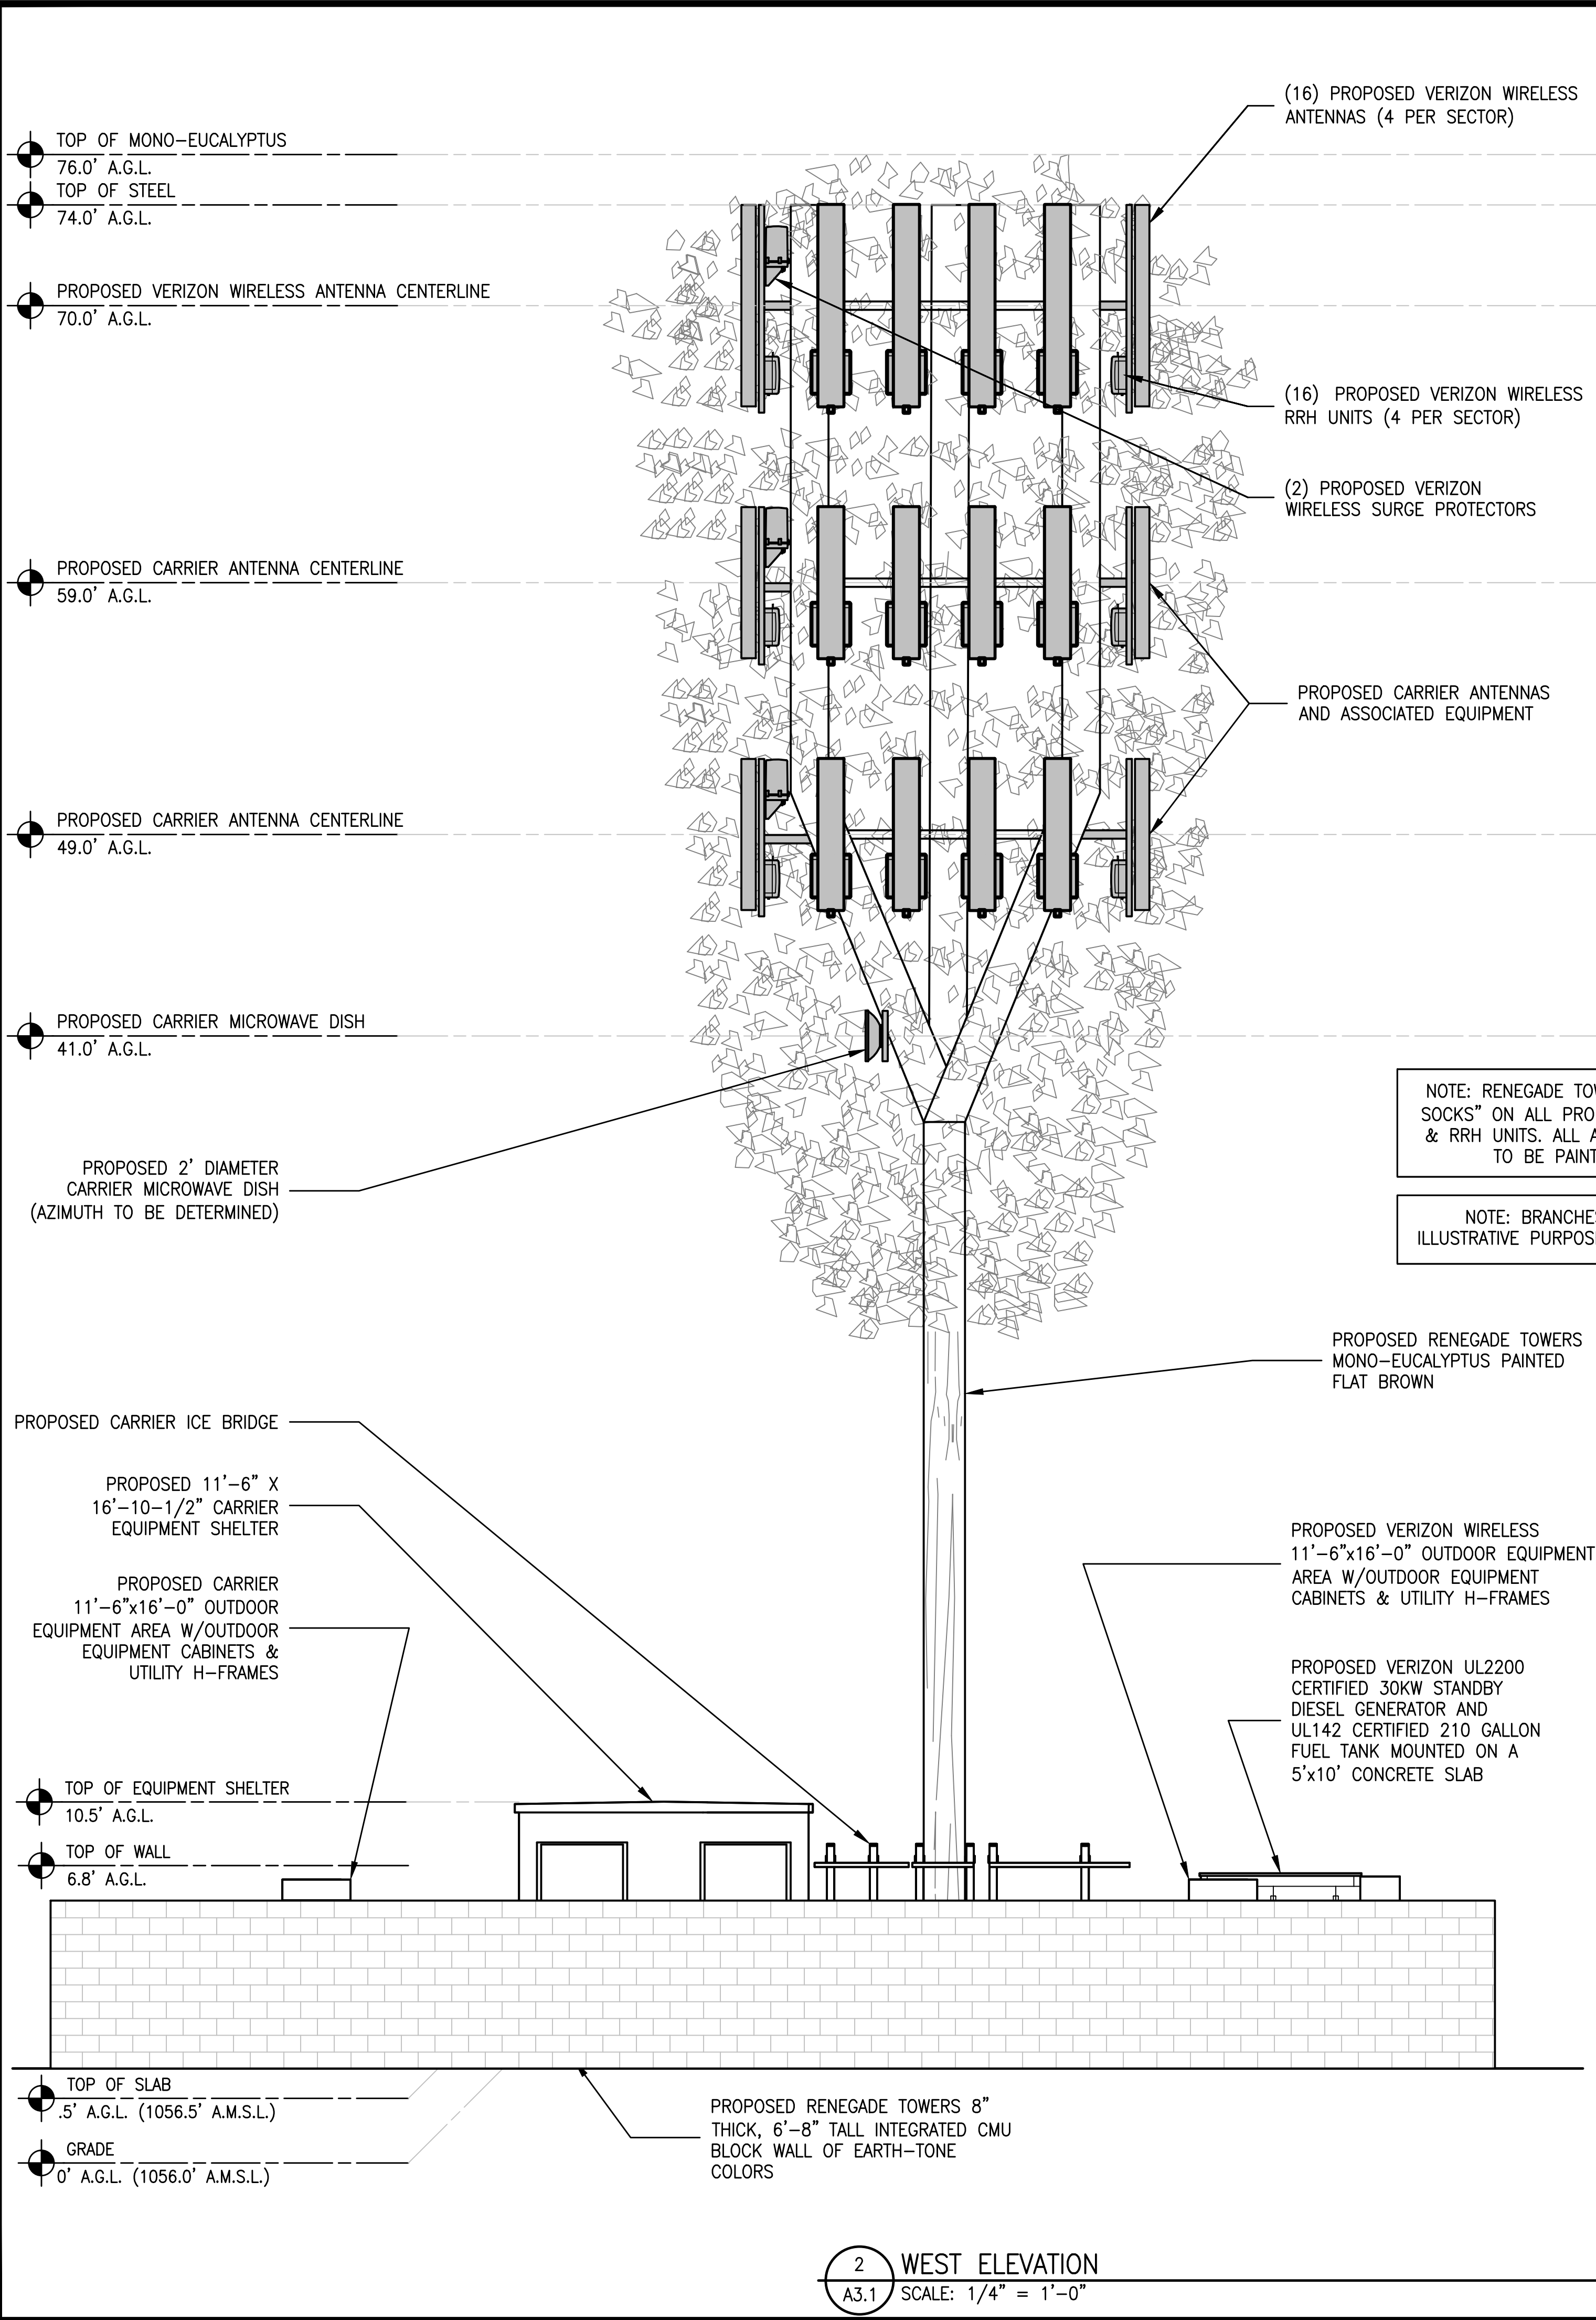 (16) PROPOSED VERIZON WIRELESS
ANTENNAS (4 PER SECTOR)
TOP OF MONO-EUCALYPTUS
76.0' A.G.L.
TOP OF STEEL
74.0' A.G.L.
PROPOSED VERIZON WIRELESS ANTENNA CENTERLINE
70.0' A.G.L.
(16) PROPOSED VERIZON WIRELESS
RRH UNITS (4 PER SECTOR)
(2) PROPOSED VERIZON
WIRELESS SURGE PROTECTORS
PROPOSED CARRIER ANTENNA CENTERLINE
59.0' A.G.L.
PROPOSED CARRIER ANTENNAS
AND ASSOCIATED EQUIPMENT
PROPOSED CARRIER ANTENNA CENTERLINE
49.0' A.G.L.
PROPOSED CARRIER MICROWAVE DISH
41.0' A.G.L.
NOTE: RENEGADE TOW
SOCKS" ON ALL PRO
& RRH UNITS. ALL A
TO BE PAINT
PROPOSED 2' DIAMETER
CARRIER MICROWAVE DISH
(AZIMUTH TO BE DETERMINED)
NOTE: BRANCHES
ILLUSTRATIVE PURPOS
PROPOSED RENEGADE TOWERS
MONO-EUCALYPTUS PAINTED
FLAT BROWN
PROPOSED CARRIER ICE BRIDGE
PROPOSED 11'-6" X
16'-10-1/2" CARRIER
EQUIPMENT SHELTER
PROPOSED CARRIER
11'-6"x16'-0" OUTDOOR
EQUIPMENT AREA W/OUTDOOR
EQUIPMENT CABINETS &
UTILITY H-FRAMES
PROPOSED VERIZON WIRELESS
11'-6"x16'-0" OUTDOOR EQUIPMENT
AREA W/OUTDOOR EQUIPMENT
CABINETS & UTILITY H-FRAMES
PROPOSED VERIZON UL2200
CERTIFIED 30KW STANDBY
DIESEL GENERATOR AND
UL142 CERTIFIED 210 GALLON
FUEL TANK MOUNTED ON A
5'x10' CONCRETE SLAB
TOP OF EQUIPMENT SHELTER
10.5' A.G.L.
TOP OF WALL
6.8' A.G.L.
TOP OF SLAB
.5' A.G.L. (1056.5' A.M.S.L.)
GRADE
0' A.G.L. (1056.0' A.M.S.L.)
PROPOSED RENEGADE TOWERS 8"
THICK, 6'-8" TALL INTEGRATED CMU
BLOCK WALL OF EARTH-TONE
COLORS
2
A3.1
WEST ELEVATION
SCALE: 1/4" = 1'-0"